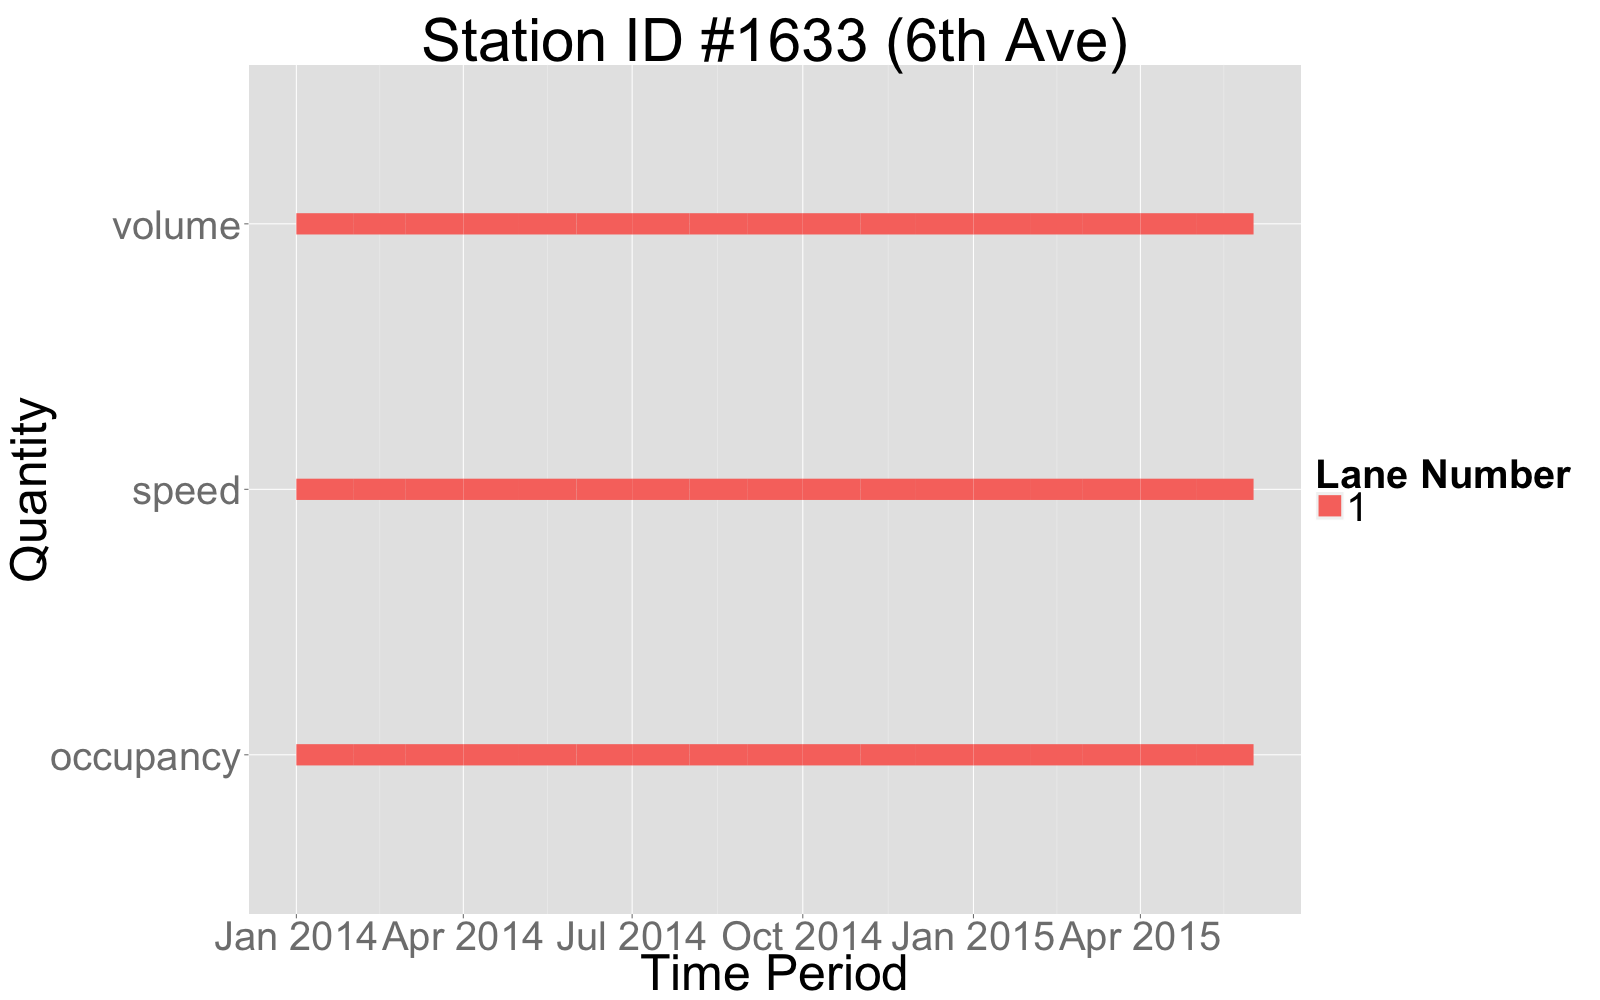 Station ID #1633 (6th Ave)
volume
speed
occupancy
Quantity
Jan 2014 Apr 2014 Jul 2014 Oct 2014 Jan 2015 Apr 2015
Time Period
Lane Number
1